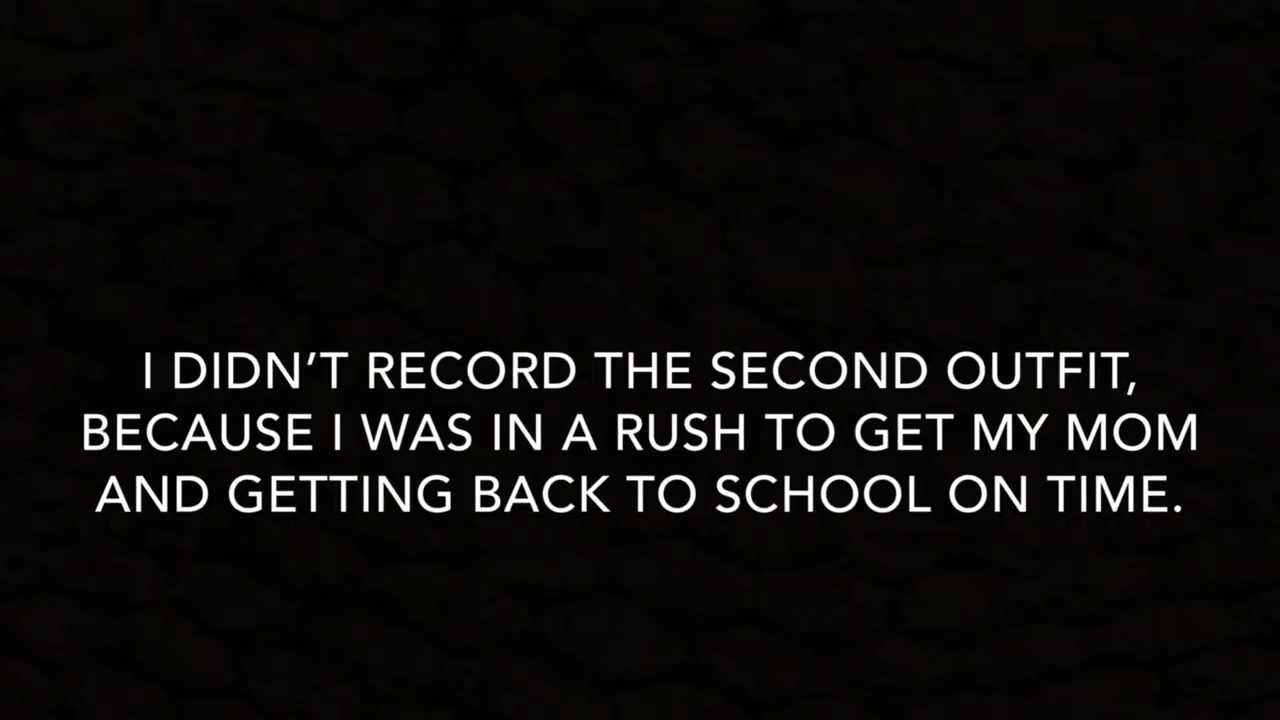 I DIDN’T RECORD THE SECOND OUTFIT,
BECAUSE I WAS IN A RUSH TO GET MY MOM
AND GETTING BACK TO SCHOOL ON TIME.